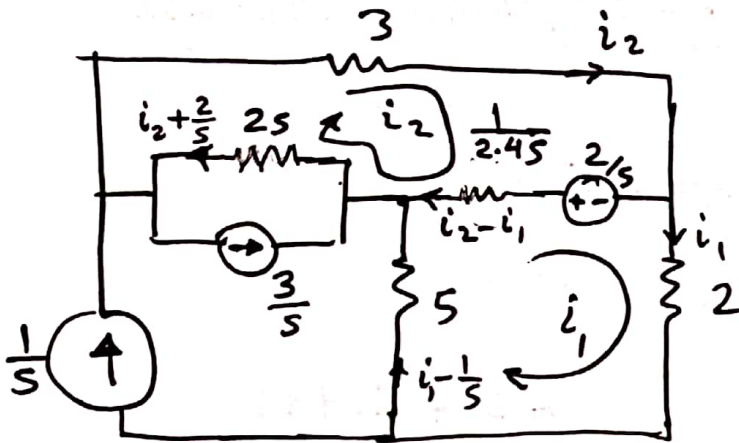 3
i₂
i₂+2/s 2s i₂ 1/(2.4s) 2/s
+ -
i₂-i₁
i₁
3/s
5
i₁
2
1/s
i₁-1/s